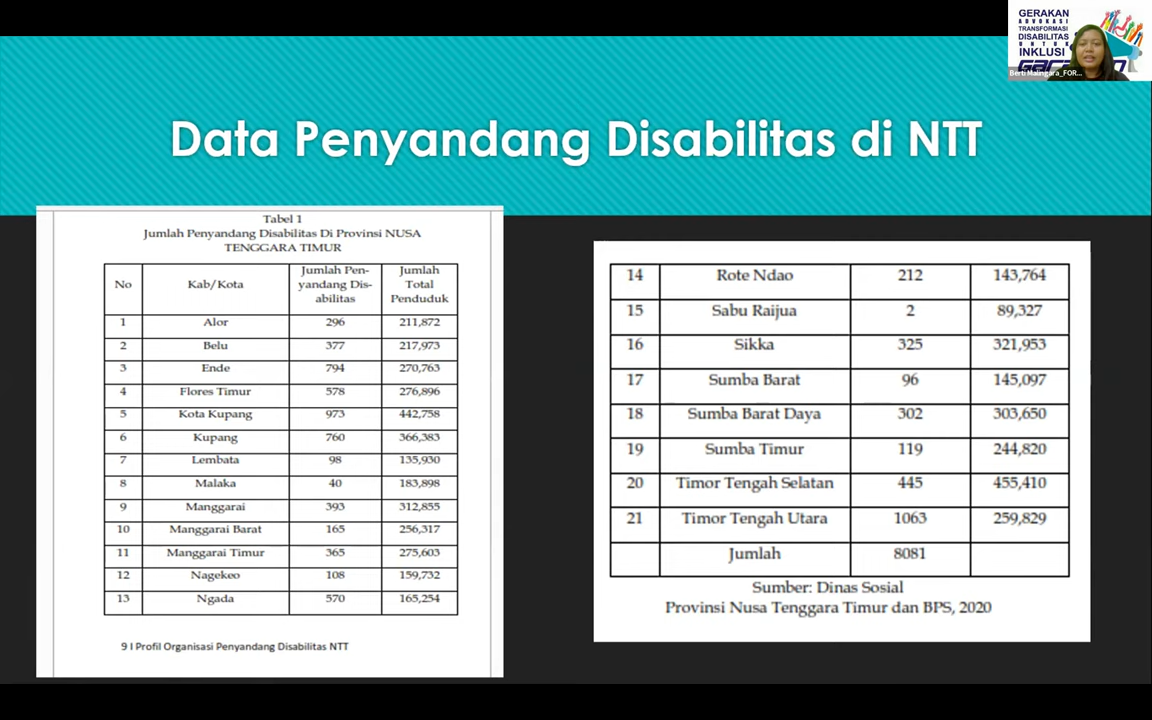 GERAKAN
ADVOKASI
TRANSFORMASI
DISABILITAS
UNTUK
INKLUSI
Berti Malingara_FOR...
Data Penyandang Disabilitas di NTT
Tabel 1
Jumlah Penyandang Disabilitas Di Provinsi NUSA
TENGGARA TIMUR
No Kab/Kota Jumlah Pen-yandang Dis-abilitas Jumlah Total Penduduk
1 Alor 296 211,872
2 Belu 377 217,973
3 Ende 794 270,763
4 Flores Timur 578 276,896
5 Kota Kupang 973 442,758
6 Kupang 760 366,383
7 Lembata 98 135,930
8 Malaka 40 183,898
9 Manggarai 393 312,855
10 Manggarai Barat 165 256,317
11 Manggarai Timur 365 275,603
12 Nagekeo 108 159,732
13 Ngada 570 165,254
9 I Profil Organisasi Penyandang Disabilitas NTT
14 Rote Ndao 212 143,764
15 Sabu Raijua 2 89,327
16 Sikka 325 321,953
17 Sumba Barat 96 145,097
18 Sumba Barat Daya 302 303,650
19 Sumba Timur 119 244,820
20 Timor Tengah Selatan 445 455,410
21 Timor Tengah Utara 1063 259,829
Jumlah 8081
Sumber: Dinas Sosial
Provinsi Nusa Tenggara Timur dan BPS, 2020